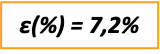 ε(%) = 7,2%